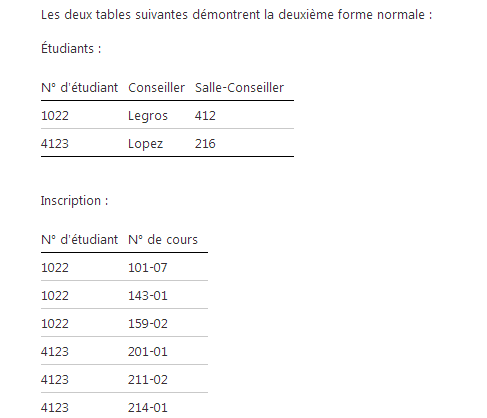 Les deux tables suivantes démontrent la deuxième forme normale :
Étudiants :
N° d'étudiant Conseiller Salle-Conseiller
1022 Legros 412
4123 Lopez 216
Inscription :
N° d'étudiant N° de cours
1022 101-07
1022 143-01
1022 159-02
4123 201-01
4123 211-02
4123 214-01